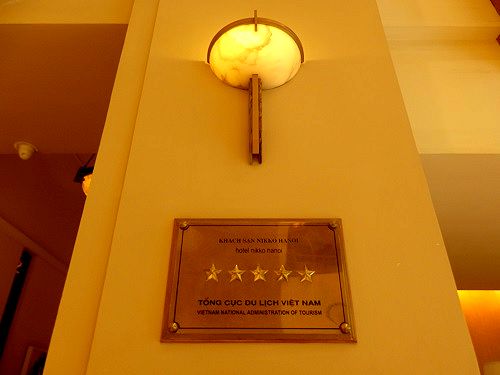 KHÁCH SẠN NIKKO HANOI
hotel nikko hanoi
TỔNG CỤC DU LỊCH VIỆT NAM
VIETNAM NATIONAL ADMINISTRATION OF TOURISM